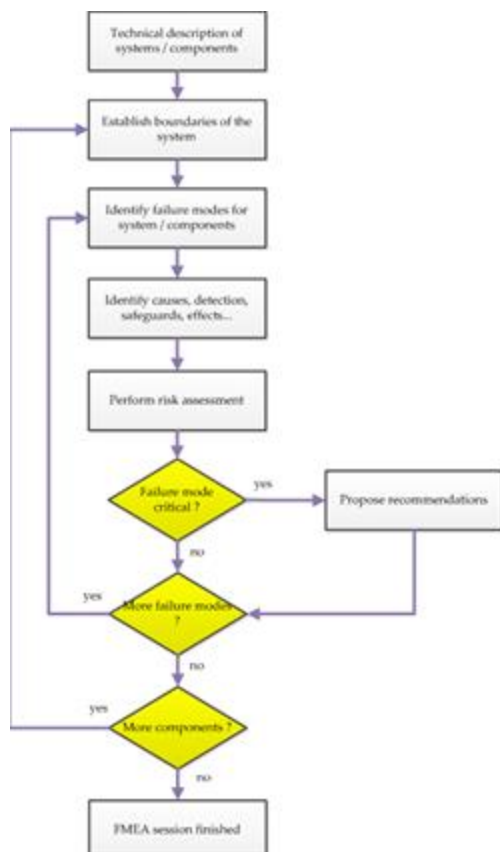 Technical description of
systems / components
Establish boundaries of the
system
Identify failure modes for
system / components
Identify causes, detection,
safeguards, effects...
Perform risk assessment
Failure mode
critical ?
yes
Propose recommendations
no
yes
More failure modes
?
no
yes
More components ?
no
FMEA session finished